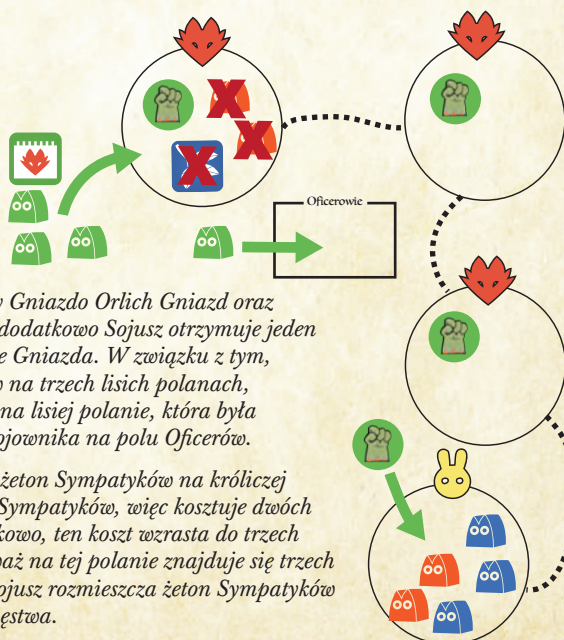 Oficerowie
Gniazdo Orlich Gniazd oraz
dodatkowo Sojusz otrzymuje jeden
Gniazda. W związku z tym,
na trzech lisich polanach,
na lisiej polanie, która była
ojownika na polu Oficerów.
żeton Sympatyków na króliczej
Sympatyków, więc kosztuje dwóch
kowo, ten koszt wzrasta do trzech
waż na tej polanie znajduje się trzech
ojusz rozmieszcza żeton Sympatyków
ęstwa.